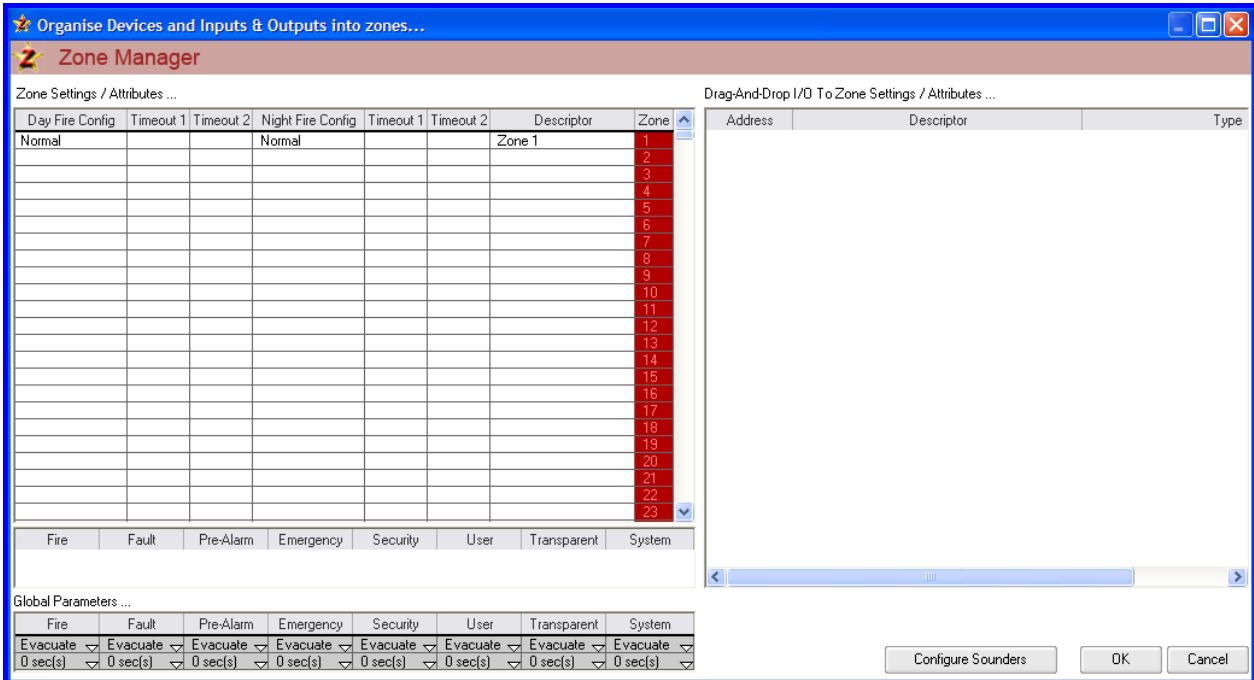 Organise Devices and Inputs & Outputs into zones...
Z Zone Manager
Zone Settings / Attributes ...
Day Fire Config Timeout 1 Timeout 2 Night Fire Config Timeout 1 Timeout 2 Descriptor Zone
Normal Normal Zone 1 1
2
3
4
5
6
7
8
9
10
11
12
13
14
15
16
17
18
19
20
21
22
23
Fire Fault Pre-Alarm Emergency Security User Transparent System
Global Parameters ...
Fire Fault Pre-Alarm Emergency Security User Transparent System
Evacuate Evacuate Evacuate Evacuate Evacuate Evacuate Evacuate Evacuate
0 sec(s) 0 sec(s) 0 sec(s) 0 sec(s) 0 sec(s) 0 sec(s) 0 sec(s) 0 sec(s)
Drag-And-Drop I/O To Zone Settings / Attributes ...
Address Descriptor Type
Configure Sounders OK Cancel